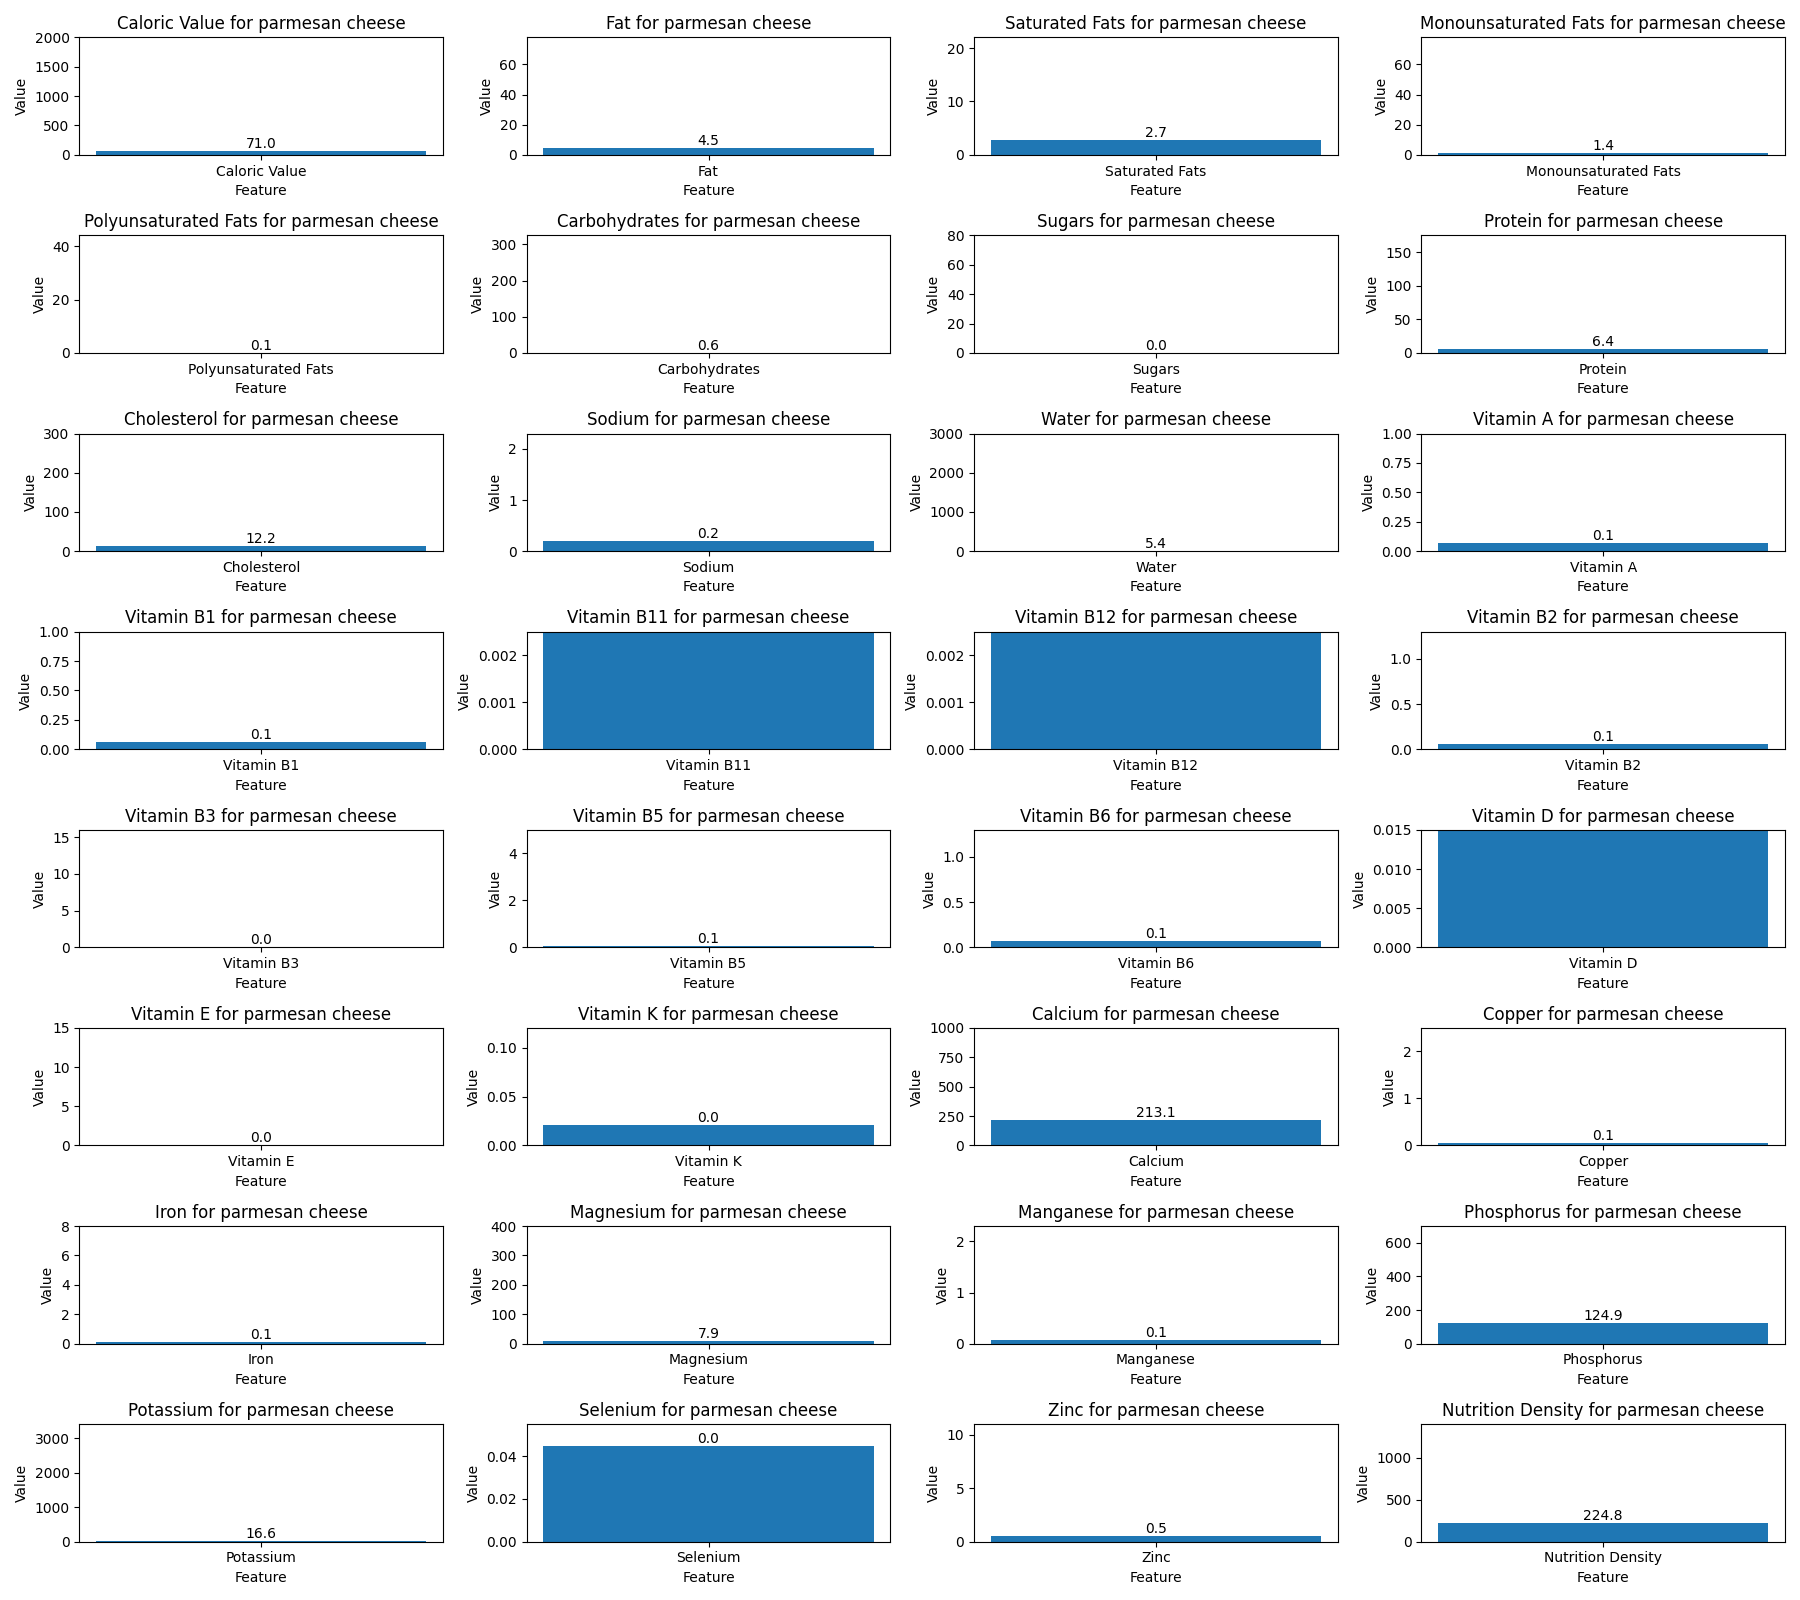 Caloric Value for parmesan cheese
2000
1500
1000
500
0
Value
71.0
Caloric Value
Feature
Fat for parmesan cheese
60
40
20
0
Value
4.5
Fat
Feature
Saturated Fats for parmesan cheese
20
10
0
Value
2.7
Saturated Fats
Feature
Monounsaturated Fats for parmesan cheese
60
40
20
0
Value
1.4
Monounsaturated Fats
Feature
Polyunsaturated Fats for parmesan cheese
40
20
0
Value
0.1
Polyunsaturated Fats
Feature
Carbohydrates for parmesan cheese
300
200
100
0
Value
0.6
Carbohydrates
Feature
Sugars for parmesan cheese
80
60
40
20
0
Value
0.0
Sugars
Feature
Protein for parmesan cheese
150
100
50
0
Value
6.4
Protein
Feature
Cholesterol for parmesan cheese
300
200
100
0
Value
12.2
Cholesterol
Feature
Sodium for parmesan cheese
2
1
0
Value
0.2
Sodium
Feature
Water for parmesan cheese
3000
2000
1000
0
Value
5.4
Water
Feature
Vitamin A for parmesan cheese
1.00
0.75
0.50
0.25
0.00
Value
0.1
Vitamin A
Feature
Vitamin B1 for parmesan cheese
1.00
0.75
0.50
0.25
0.00
Value
0.1
Vitamin B1
Feature
Vitamin B11 for parmesan cheese
0.002
0.001
0.000
Value
Vitamin B11
Feature
Vitamin B12 for parmesan cheese
0.002
0.001
0.000
Value
Vitamin B12
Feature
Vitamin B2 for parmesan cheese
1.0
0.5
0.0
Value
0.1
Vitamin B2
Feature
Vitamin B3 for parmesan cheese
15
10
5
0
Value
0.0
Vitamin B3
Feature
Vitamin B5 for parmesan cheese
4
2
0
Value
0.1
Vitamin B5
Feature
Vitamin B6 for parmesan cheese
1.0
0.5
0.0
Value
0.1
Vitamin B6
Feature
Vitamin D for parmesan cheese
0.015
0.010
0.005
0.000
Value
Vitamin D
Feature
Vitamin E for parmesan cheese
15
10
5
0
Value
0.0
Vitamin E
Feature
Vitamin K for parmesan cheese
0.10
0.05
0.00
Value
0.0
Vitamin K
Feature
Calcium for parmesan cheese
1000
750
500
250
0
Value
213.1
Calcium
Feature
Copper for parmesan cheese
2
1
0
Value
0.1
Copper
Feature
Iron for parmesan cheese
8
6
4
2
0
Value
0.1
Iron
Feature
Magnesium for parmesan cheese
400
300
200
100
0
Value
7.9
Magnesium
Feature
Manganese for parmesan cheese
2
1
0
Value
0.1
Manganese
Feature
Phosphorus for parmesan cheese
600
400
200
0
Value
124.9
Phosphorus
Feature
Potassium for parmesan cheese
3000
2000
1000
0
Value
16.6
Potassium
Feature
Selenium for parmesan cheese
0.04
0.02
0.00
Value
0.0
Selenium
Feature
Zinc for parmesan cheese
10
5
0
Value
0.5
Zinc
Feature
Nutrition Density for parmesan cheese
1000
500
0
Value
224.8
Nutrition Density
Feature